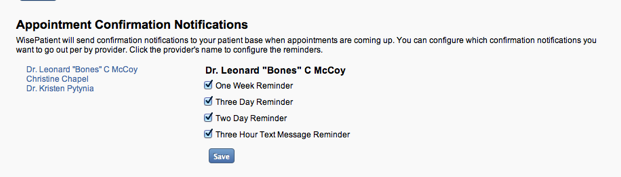 Appointment Confirmation Notifications
WisePatient will send confirmation notifications to your patient base when appointments are coming up. You can configure which confirmation notifications you
want to go out per by provider. Click the provider's name to configure the reminders.
Dr. Leonard "Bones" C McCoy
Christine Chapel
Dr. Kristen Pytynia
Dr. Leonard "Bones" C McCoy
One Week Reminder
Three Day Reminder
Two Day Reminder
Three Hour Text Message Reminder
Save